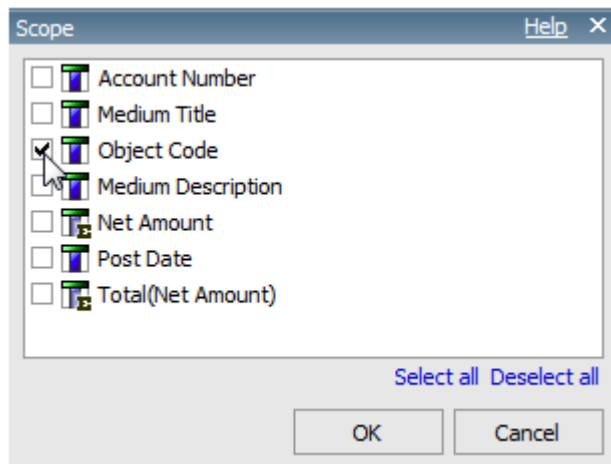 Scope Help X
Account Number
Medium Title
Object Code
Medium Description
Net Amount
Post Date
Total(Net Amount)
Select all Deselect all
OK Cancel